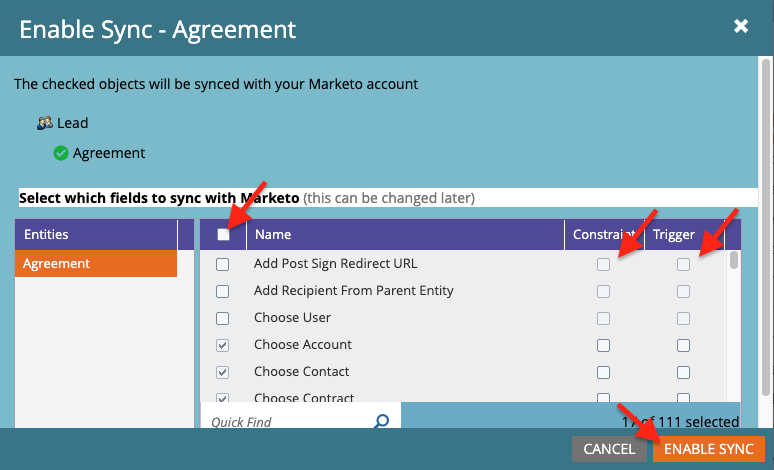 Enable Sync - Agreement
The checked objects will be synced with your Marketo account
Lead
Agreement
Select which fields to sync with Marketo (this can be changed later)
Entities Name Constraint Trigger
Agreement Add Post Sign Redirect URL
Add Recipient From Parent Entity
Choose User
Choose Account
Choose Contact
Choose Contract
Quick Find 17 of 111 selected
CANCEL ENABLE SYNC